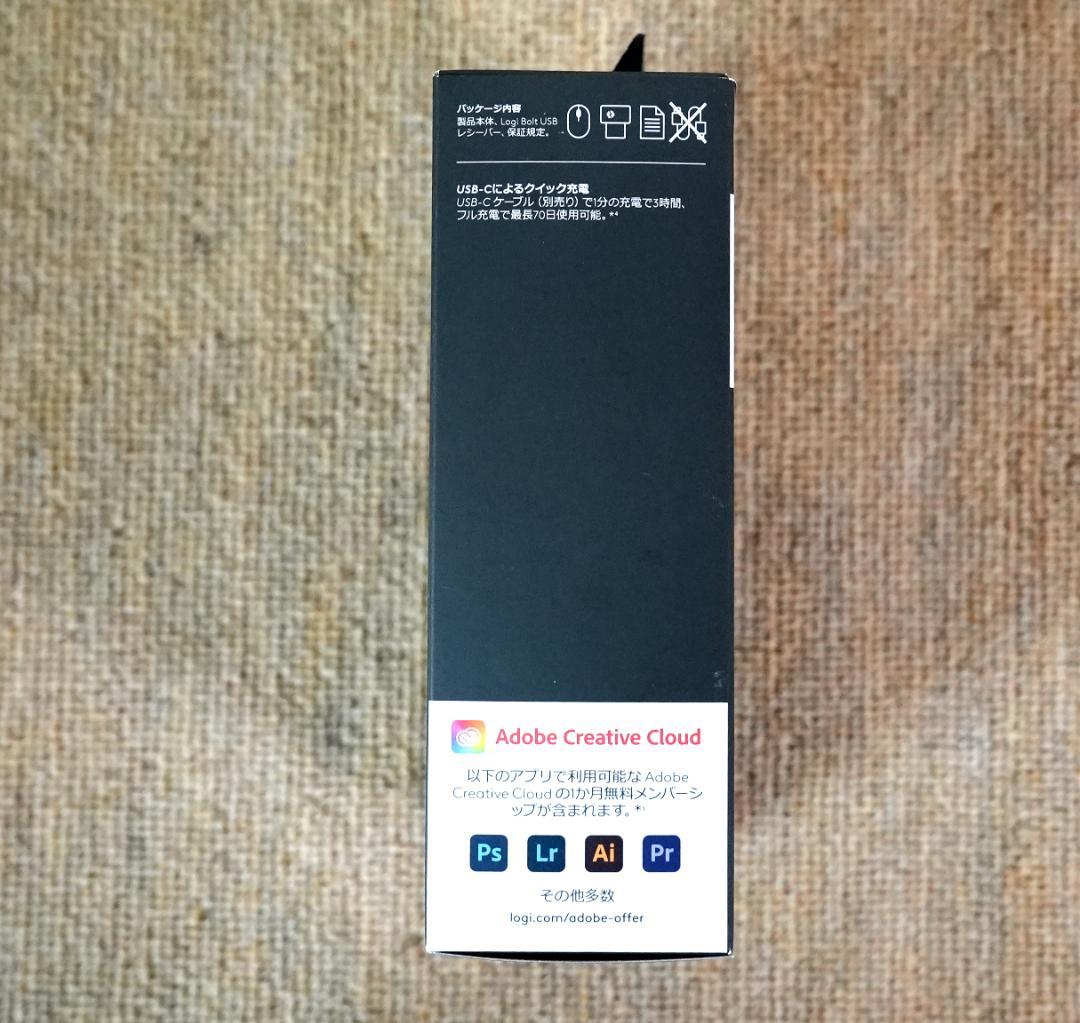 パッケージ内容
製品本体、Logi Bolt USB
レシーバー、保証規定。
USB-Cによるクイック充電
USB-C ケーブル（別売り）で1分の充電で3時間、
フル充電で最長70日使用可能。*⁴
Adobe Creative Cloud
以下のアプリで利用可能な Adobe
Creative Cloud の1か月無料メンバーシ
ップが含まれます。*¹
Ps Lr Ai Pr
その他多数
logi.com/adobe-offer